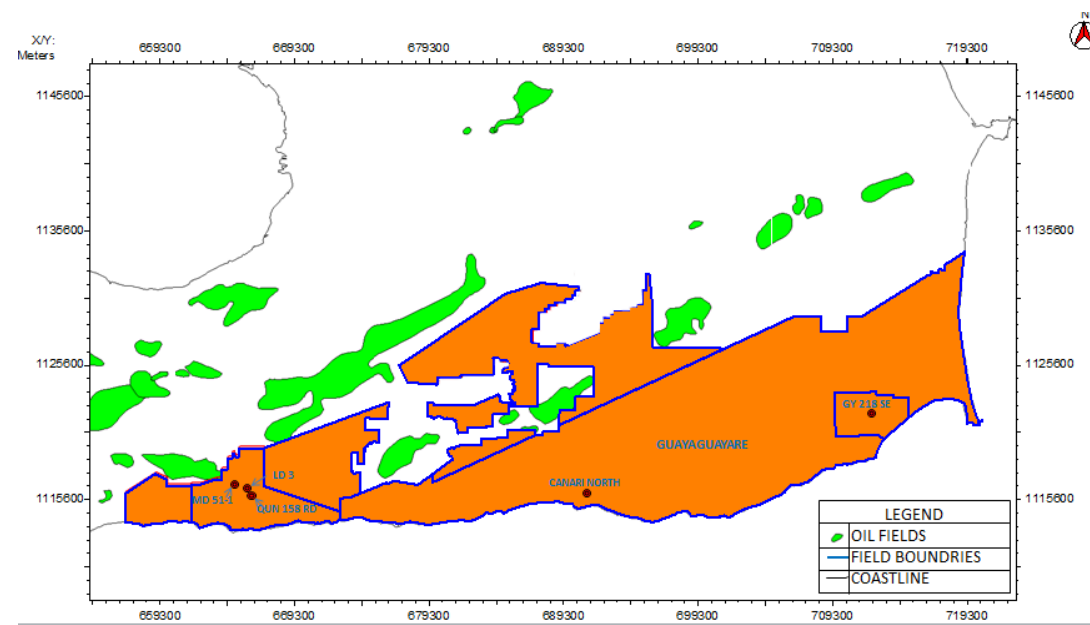 N
X/Y:
Meters
659300 669300 679300 689300 699300 709300 719300
1145600 1145600
1135600 1135600
1125600 1125600
GY 218 SE
GUAYAGUAYARE
LD 3
CANARI NORTH
MD 51-1
QUN 158 RD
1115600 1115600
LEGEND
OIL FIELDS
FIELD BOUNDRIES
COASTLINE
659300 669300 679300 689300 699300 709300 719300